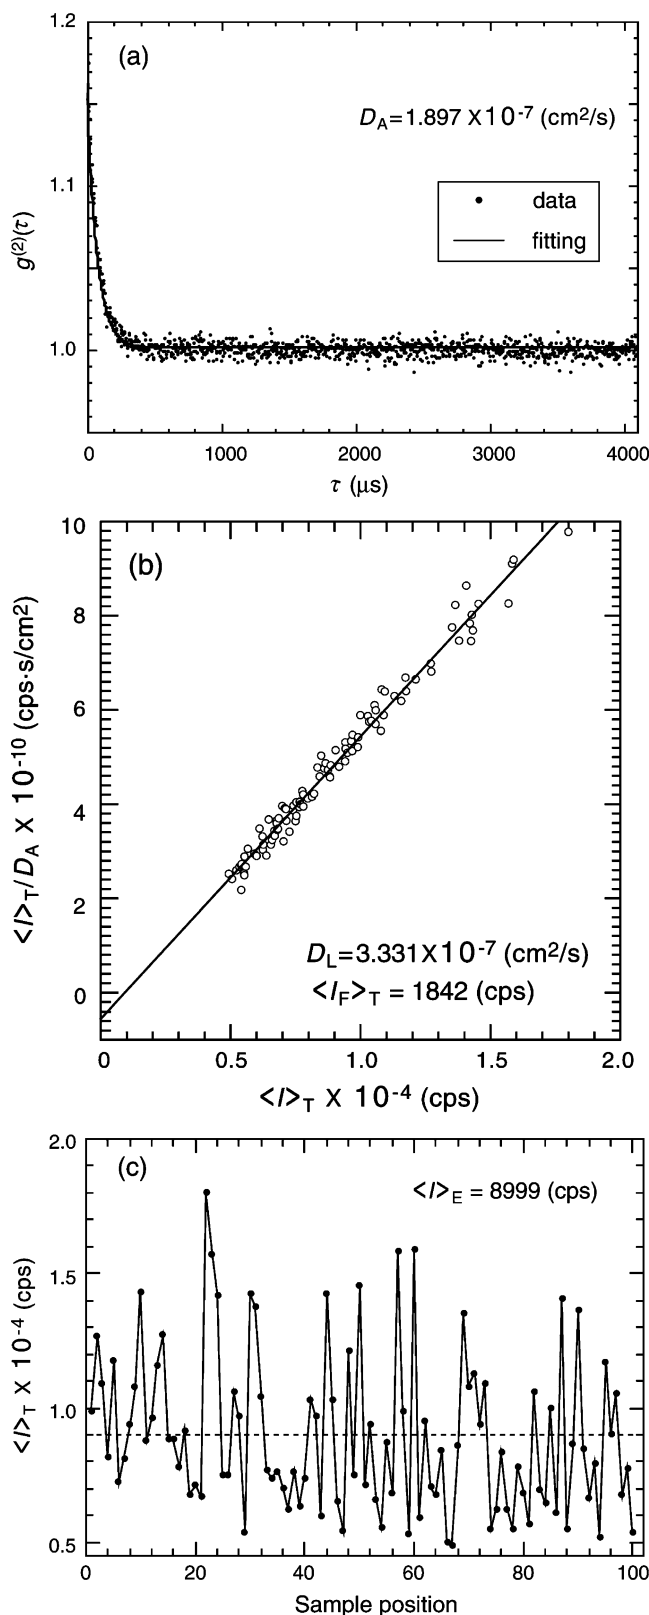 1.2
(a)
D_A=1.897 X10^-7 (cm^2/s)
1.1
data
fitting
g^(2)(τ)
1.0
0 1000 2000 3000 4000
τ (μs)
10
(b)
8
6
4
2
0
<I>_T/D_A X 10^-10 (cps·s/cm^2)
D_L=3.331X10^-7 (cm^2/s)
<I_F>_T = 1842 (cps)
0 0.5 1.0 1.5 2.0
<I>_T X 10^-4 (cps)
2.0
(c)
<I>_E = 8999 (cps)
1.5
1.0
0.5
<I>_T X 10^-4 (cps)
0 20 40 60 80 100
Sample position